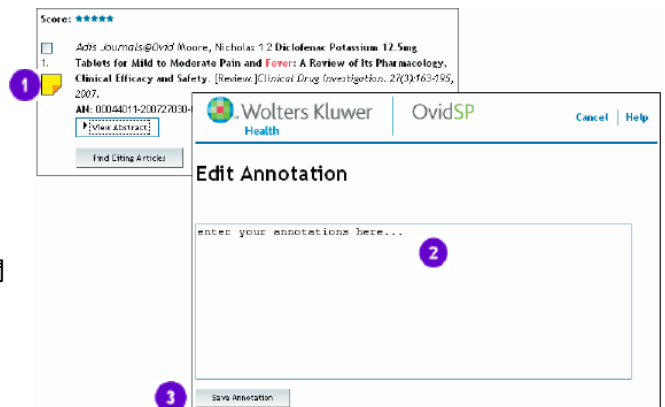 Score: ★★★★★
Adis Journals@Ovid Moore, Nicholas 1 2 Diclofenac Potassium 12.5mg
1. Tablets for Mild to Moderate Pain and Fever: A Review of Its Pharmacology,
1
Clinical Efficacy and Safety. [Review.] Clinical Drug Investigation. 27(3):163-195,
2007.
AN: 00044011-200727030-
View Abstract
Find Citing Articles
Wolters Kluwer
Health
OvidSP
Cancel | Help
Edit Annotation
enter your annotations here...
2
3
Save Annotation